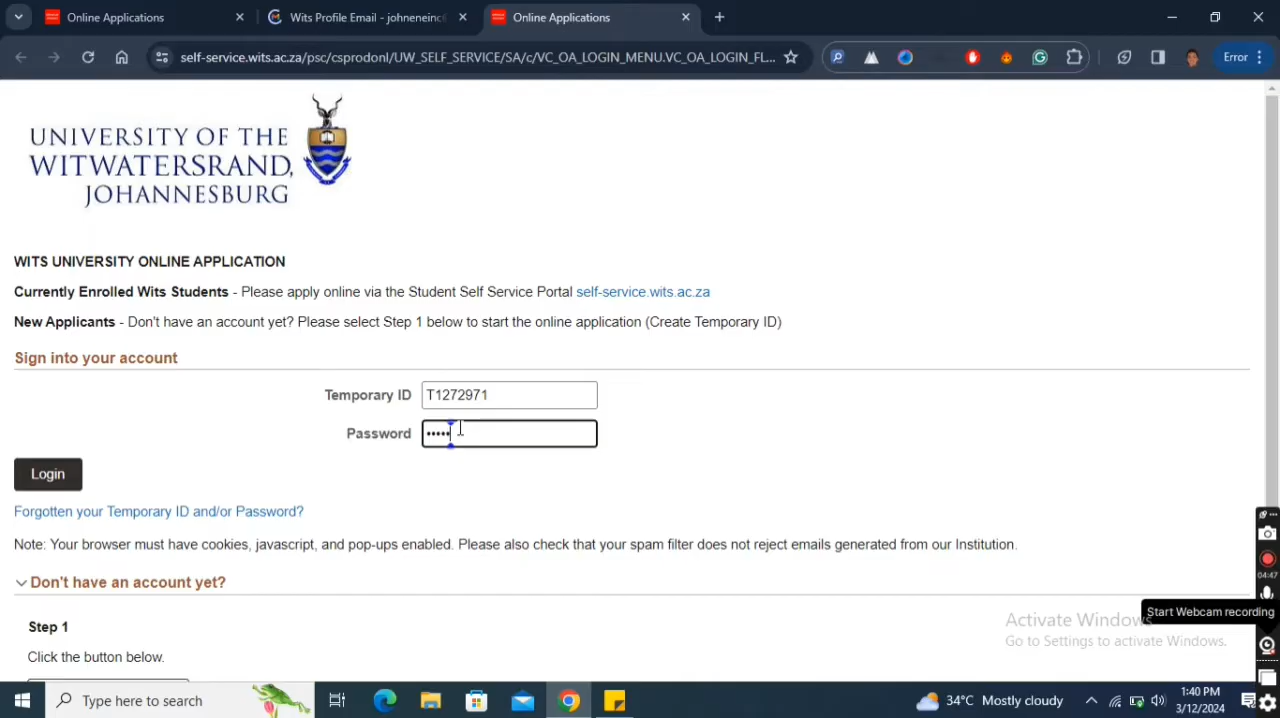 Online Applications
Wits Profile Email - johneneinc
Online Applications
self-service.wits.ac.za/psc/csprodonl/UW_SELF_SERVICE/SA/c/VC_OA_LOGIN_MENU.VC_OA_LOGIN_FL...
Error
UNIVERSITY OF THE
WITWATERSRAND,
JOHANNESBURG
WITS UNIVERSITY ONLINE APPLICATION
Currently Enrolled Wits Students - Please apply online via the Student Self Service Portal self-service.wits.ac.za
New Applicants - Don't have an account yet? Please select Step 1 below to start the online application (Create Temporary ID)
Sign into your account
Temporary ID T1272971
Password •••••
Login
Forgotten your Temporary ID and/or Password?
Note: Your browser must have cookies, javascript, and pop-ups enabled. Please also check that your spam filter does not reject emails generated from our Institution.
Don't have an account yet?
04:47
Start Webcam recording
Step 1
Activate Windows
Go to Settings to activate Windows.
Click the button below.
Type here to search
34°C Mostly cloudy
1:40 PM
3/12/2024